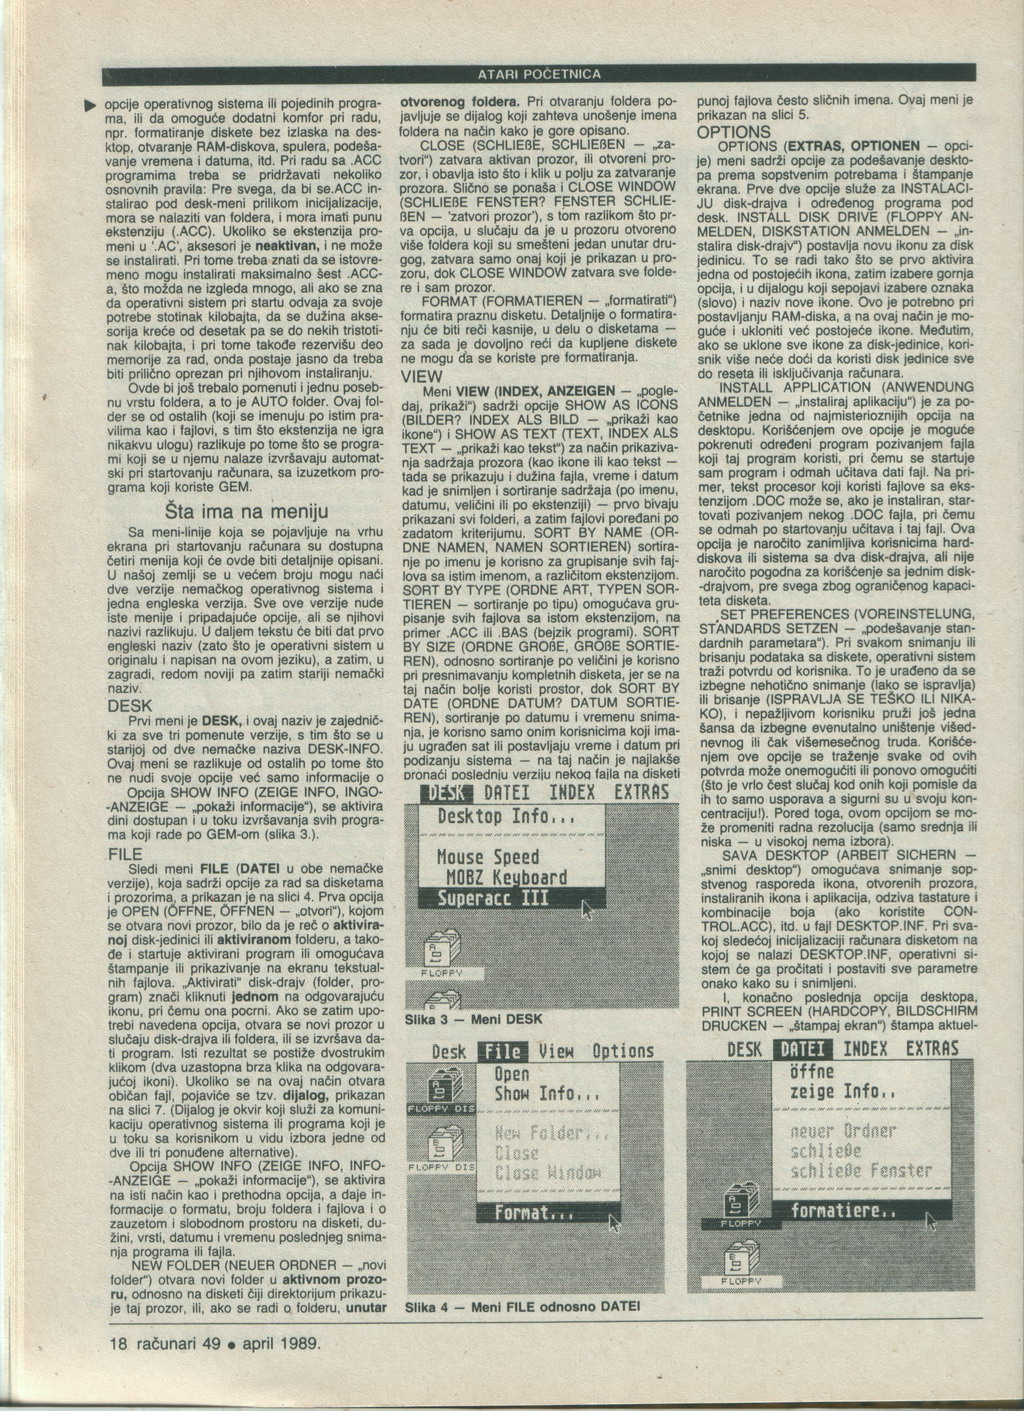 ATARI POČETNICA
opcije operativnog sistema ili pojedinih progra-
ma, ili da omoguće dodatni komfor pri radu,
npr. formatiranje diskete bez izlaska na des-
ktop, otvaranje RAM-diskova, spulera, podeša-
vanje vremena i datuma, itd. Pri radu sa .ACC
programima treba se pridržavati nekoliko
osnovnih pravila: Pre svega, da bi se.ACC in-
stalirao pod desk-meni prilikom inicijalizacije,
mora se nalaziti van foldera, i mora imati punu
ekstenziju (.ACC). Ukoliko se ekstenzija pro-
meni u '.AC', aksesori je neaktivan, i ne može
se instalirati. Pri tome treba znati da se istovre-
meno mogu instalirati maksimalno šest .ACC-
a, što možda ne izgleda mnogo, ali ako se zna
da operativni sistem pri startu odvaja za svoje
potrebe stotinak kilobajta, da se dužina akse-
sorija kreće od desetak pa se do nekih tristoti-
nak kilobajta, i pri tome takođe rezervišu deo
memorije za rad, onda postaje jasno da treba
biti prilično oprezan pri njihovom instaliranju.
Ovde bi još trebalo pomenuti i jednu poseb-
nu vrstu foldera, a to je AUTO folder. Ovaj fol-
der se od ostalih (koji se imenuju po istim pra-
vilima kao i fajlovi, s tim što ekstenzija ne igra
nikakvu ulogu) razlikuje po tome što se progra-
mi koji se u njemu nalaze izvršavaju automat-
ski pri startovanju računara, sa izuzetkom pro-
grama koji koriste GEM.
Šta ima na meniju
Sa meni-linije koja se pojavljuje na vrhu
ekrana pri startovanju računara su dostupna
četiri menija koji će ovde biti detaljnije opisani.
U našoj zemlji se u većem broju mogu naći
dve verzije nemačkog operativnog sistema i
jedna engleska verzija. Sve ove verzije nude
iste menije i pripadajuće opcije, ali se njihovi
nazivi razlikuju. U daljem tekstu će biti dat prvo
engleski naziv (zato što je operativni sistem u
originalu i napisan na ovom jeziku), a zatim, u
zagradi, redom noviji pa zatim stariji nemački
naziv.
DESK
Prvi meni je DESK, i ovaj naziv je zajednič-
ki za sve tri pomenute verzije, s tim što se u
starijoj od dve nemačke naziva DESK-INFO.
Ovaj meni se razlikuje od ostalih po tome što
ne nudi svoje opcije već samo informacije o
Opcija SHOW INFO (ZEIGE INFO, INGO-
-ANZEIGE — „pokaži informacije“), se aktivira
dini dostupan i u toku izvršavanja svih progra-
ma koji rade po GEM-om (slika 3.).
FILE
Sledi meni FILE (DATEI u obe nemačke
verzije), koja sadrži opcije za rad sa disketama
i prozorima, a prikazan je na slici 4. Prva opcija
je OPEN (ÖFFNE, ÖFFNEN — „otvori“), kojom
se otvara novi prozor, bilo da je reč o aktivira-
noj disk-jedinici ili aktiviranom folderu, a tako-
đe i startuje aktivirani program ili omogućava
štampanje ili prikazivanje na ekranu tekstual-
nih fajlova. „Aktivirati“ disk-drajv (folder, pro-
gram) znači kliknuti jednom na odgovarajuću
ikonu, pri čemu ona pocrni. Ako se zatim upo-
trebi navedena opcija, otvara se novi prozor u
slučaju disk-drajva ili foldera, ili se izvršava da-
ti program. Isti rezultat se postiže dvostrukim
klikom (dva uzastopna brza klika na odgovara-
jućoj ikoni). Ukoliko se na ovaj način otvara
običan fajl, pojaviće se tzv. dijalog, prikazan
na slici 7. (Dijalog je okvir koji služi za komuni-
kaciju operativnog sistema ili programa koji je
u toku sa korisnikom u vidu izbora jedne od
dve ili tri ponuđene alternative).
Opcija SHOW INFO (ZEIGE INFO, INFO-
-ANZEIGE — „pokaži informacije“), se aktivira
na isti način kao i prethodna opcija, a daje in-
formacije o formatu, broju foldera i fajlova i o
zauzetom i slobodnom prostoru na disketi, du-
žini, vrsti, datumu i vremenu poslednjeg snima-
nja programa ili fajla.
NEW FOLDER (NEUER ORDNER — „novi
folder“) otvara novi folder u aktivnom prozo-
ru, odnosno na disketi čiji direktorijum prikazu-
je taj prozor, ili, ako se radi o folderu, unutar
otvorenog foldera. Pri otvaranju foldera po-
javljuje se dijalog koji zahteva unošenje imena
foldera na način kako je gore opisano.
CLOSE (SCHLIEßE, SCHLIEßEN — „za-
tvori“) zatvara aktivan prozor, ili otvoreni pro-
zor, i obavlja isto što i klik u polju za zatvaranje
prozora. Slično se ponaša i CLOSE WINDOW
(SCHLIEßE FENSTER? FENSTER SCHLIE-
ßEN — 'zatvori prozor'), s tom razlikom što pr-
va opcija, u slučaju da je u prozoru otvoreno
više foldera koji su smešteni jedan unutar dru-
gog, zatvara samo onaj koji je prikazan u pro-
zoru, dok CLOSE WINDOW zatvara sve folde-
re i sam prozor.
FORMAT (FORMATIEREN — „formatirati“)
formatira praznu disketu. Detaljnije o formatira-
nju će biti reči kasnije, u delu o disketama —
za sada je dovoljno reći da kupljene diskete
ne mogu da se koriste pre formatiranja.
VIEW
Meni VIEW (INDEX, ANZEIGEN — „pogle-
daj, prikaži“) sadrži opcije SHOW AS ICONS
(BILDER? INDEX ALS BILD — „prikaži kao
ikone“) i SHOW AS TEXT (TEXT, INDEX ALS
TEXT — „prikaži kao tekst“) za način prikaziva-
nja sadržaja prozora (kao ikone ili kao tekst —
tada se prikazuju i dužina fajla, vreme i datum
kad je snimljen i sortiranje sadržaja (po imenu,
datumu, veličini ili po ekstenziji) — prvo bivaju
prikazani svi folderi, a zatim fajlovi poređani po
zadatom kriterijumu. SORT BY NAME (OR-
DNE NAMEN, NAMEN SORTIEREN) sortira-
nje po imenu je korisno za grupisanje svih faj-
lova sa istim imenom, a različitom ekstenzijom.
SORT BY TYPE (ORDNE ART, TYPEN SOR-
TIEREN — sortiranje po tipu) omogućava gru-
pisanje svih fajlova sa istom ekstenzijom, na
primer .ACC ili .BAS (bejzik programi). SORT
BY SIZE (ORDNE GROßE, GROßE SORTIE-
REN), odnosno sortiranje po veličini je korisno
pri presnimavanju kompletnih disketa, jer se na
taj način bolje koristi prostor, dok SORT BY
DATE (ORDNE DATUM? DATUM SORTIE-
REN), sortiranje po datumu i vremenu snima-
nja, je korisno samo onim korisnicima koji ima-
ju ugrađen sat ili postavljaju vreme i datum pri
podizanju sistema — na taj način je najlakše
pronaći poslednju verziju nekog fajla na disketi
DESK DATEI INDEX EXTRAS
Desktop Info...
Mouse Speed
MOBZ Keyboard
Superacc III
FLOPPY
Slika 3 — Meni DESK
Desk File View Options
Open
Show Info...
New Folder...
Close
Close Window
Format...
FLOPPY DIS
FLOPPY DIS
Slika 4 — Meni FILE odnosno DATEI
punoj fajlova često sličnih imena. Ovaj meni je
prikazan na slici 5.
OPTIONS
OPTIONS (EXTRAS, OPTIONEN — opci-
je) meni sadrži opcije za podešavanje deskto-
pa prema sopstvenim potrebama i štampanje
ekrana. Prve dve opcije služe za INSTALACI-
JU disk-drajva i određenog programa pod
desk. INSTALL DISK DRIVE (FLOPPY AN-
MELDEN, DISKSTATION ANMELDEN — „in-
stalira disk-drajv“) postavlja novu ikonu za disk
jedinicu. To se radi tako što se prvo aktivira
jedna od postojećih ikona, zatim izabere gornja
opcija, i u dijalogu koji sepojavi izabere oznaka
(slovo) i naziv nove ikone. Ovo je potrebno pri
postavljanju RAM-diska, a na ovaj način je mo-
guće i ukloniti već postojeće ikone. Međutim,
ako se uklone sve ikone za disk-jedinice, kori-
snik više neće doći da koristi disk jedinice sve
do reseta ili isključivanja računara.
INSTALL APPLICATION (ANWENDUNG
ANMELDEN — „instaliraj aplikaciju“) je za po-
četnike jedna od najmisterioznijih opcija na
desktopu. Korišćenjem ove opcije je moguće
pokrenuti određeni program pozivanjem fajla
koji taj program koristi, pri čemu se startuje
sam program i odmah učitava dati fajl. Na pri-
mer, tekst procesor koji koristi fajlove sa eks-
tenzijom .DOC može se, ako je instaliran, star-
tovati pozivanjem nekog .DOC fajla, pri čemu
se odmah po startovanju učitava i taj fajl. Ova
opcija je naročito zanimljiva korisnicima hard-
diskova ili sistema sa dva disk-drajva, ali nije
naročito pogodna za korišćenje sa jednim disk-
-drajvom, pre svega zbog ograničenog kapaci-
teta disketa.
SET PREFERENCES (VOREINSTELUNG,
STANDARDS SETZEN — „podešavanje stan-
dardnih parametara“). Pri svakom snimanju ili
brisanju podataka sa diskete, operativni sistem
traži potvrdu od korisnika. To je urađeno da se
izbegne nehotično snimanje (lako se ispravlja)
ili brisanje (ISPRAVLJA SE TEŠKO ILI NIKA-
KO), i nepažljivom korisniku pruži još jedna
šansa da izbegne evenutalno uništenje višed-
nevnog ili čak višemesečnog truda. Korišće-
njem ove opcije se traženje svake od ovih
potvrda može onemogućiti ili ponovo omogućiti
(što je vrlo čest slučaj kod onih koji pomisle da
ih to samo usporava a sigurni su u svoju kon-
centraciju!). Pored toga, ovom opcijom se mo-
že promeniti radna rezolucija (samo srednja ili
niska — u visokoj nema izbora).
SAVA DESKTOP (ARBEIT SICHERN —
„snimi desktop“) omogućava snimanje sop-
stvenog rasporeda ikona, otvorenih prozora,
instaliranih ikona i aplikacija, odziva tastature i
kombinacije boja (ako koristite CON-
TROL.ACC), itd. u fajl DESKTOP.INF. Pri sva-
koj sledećoj inicijalizaciji računara disketom na
kojoj se nalazi DESKTOP.INF, operativni si-
stem će ga pročitati i postaviti sve parametre
onako kako su i snimljeni.
I, konačno poslednja opcija desktopa,
PRINT SCREEN (HARDCOPY, BILDSCHIRM
DRUCKEN — „štampaj ekran“) štampa aktuel-
DESK DATEI INDEX EXTRAS
öffne
zeige Info..
neuer Ordner
schließe
schließe Fenster
formatiere..
FLOPPY
FLOPPY
18 računari 49 • april 1989.